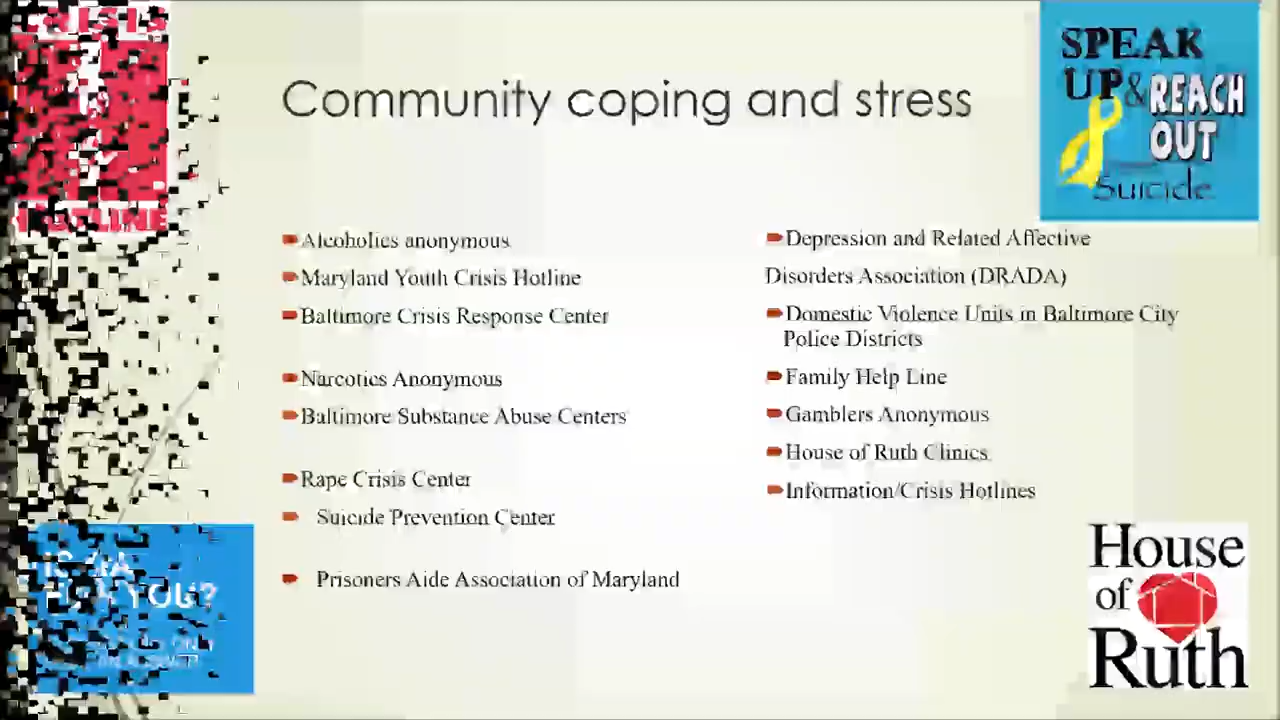 Community coping and stress
SPEAK
UP& REACH
OUT
Suicide
HOTLINE
Alcoholics anonymous
Maryland Youth Crisis Hotline
Baltimore Crisis Response Center
Narcotics Anonymous
Baltimore Substance Abuse Centers
Rape Crisis Center
Suicide Prevention Center
Prisoners Aide Association of Maryland
Depression and Related Affective
Disorders Association (DRADA)
Domestic Violence Units in Baltimore City
Police Districts
Family Help Line
Gamblers Anonymous
House of Ruth Clinics
Information/Crisis Hotlines
YOU?
House
of
Ruth